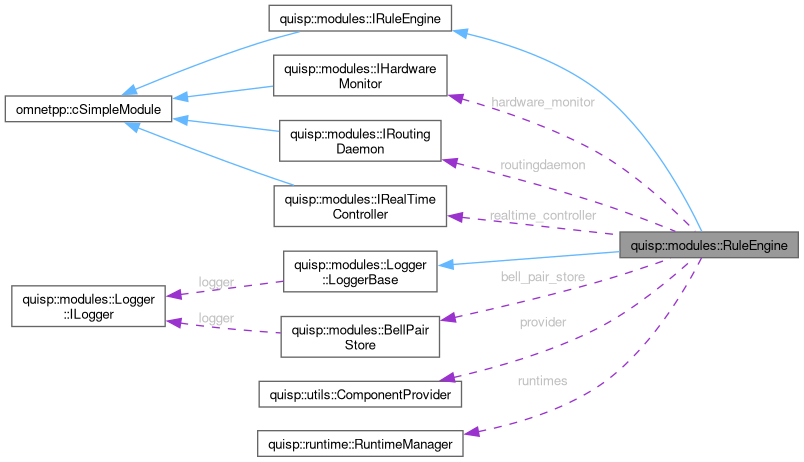 quisp::modules::IRuleEngine
quisp::modules::IHardware
Monitor
hardware_monitor
omnetpp::cSimpleModule
quisp::modules::IRouting
Daemon
routingdaemon
quisp::modules::IRealTime
Controller
realtime_controller
quisp::modules::RuleEngine
quisp::modules::Logger
::LoggerBase
logger
bell_pair_store
quisp::modules::Logger
::ILogger
logger
quisp::modules::BellPair
Store
provider
quisp::utils::ComponentProvider
runtimes
quisp::runtime::RuntimeManager